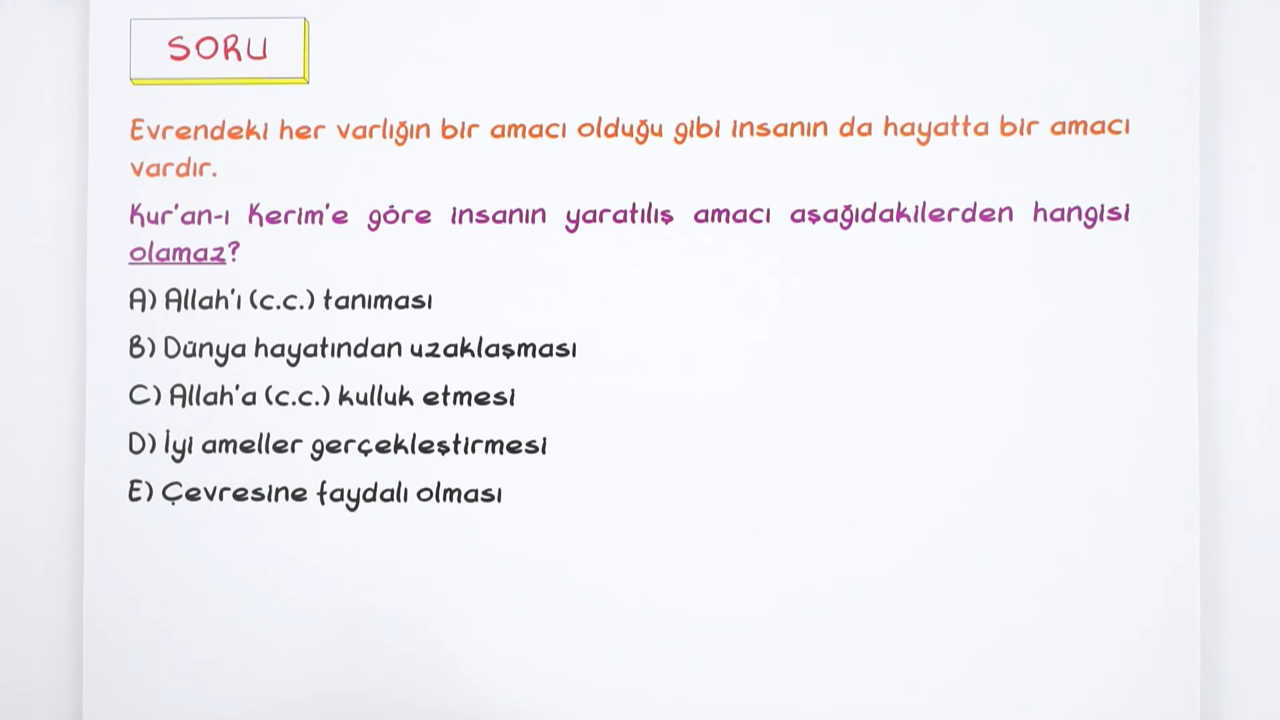 SORU
Evrendeki her varlığın bir amacı olduğu gibi insanın da hayatta bir amacı
vardır.
Kur'an-ı Kerim'e göre insanın yaratılış amacı aşağıdakilerden hangisi
olamaz?
A) Allah'ı (c.c.) tanıması
B) Dünya hayatından uzaklaşması
C) Allah'a (c.c.) kulluk etmesi
D) İyi ameller gerçekleştirmesi
E) Çevresine faydalı olması